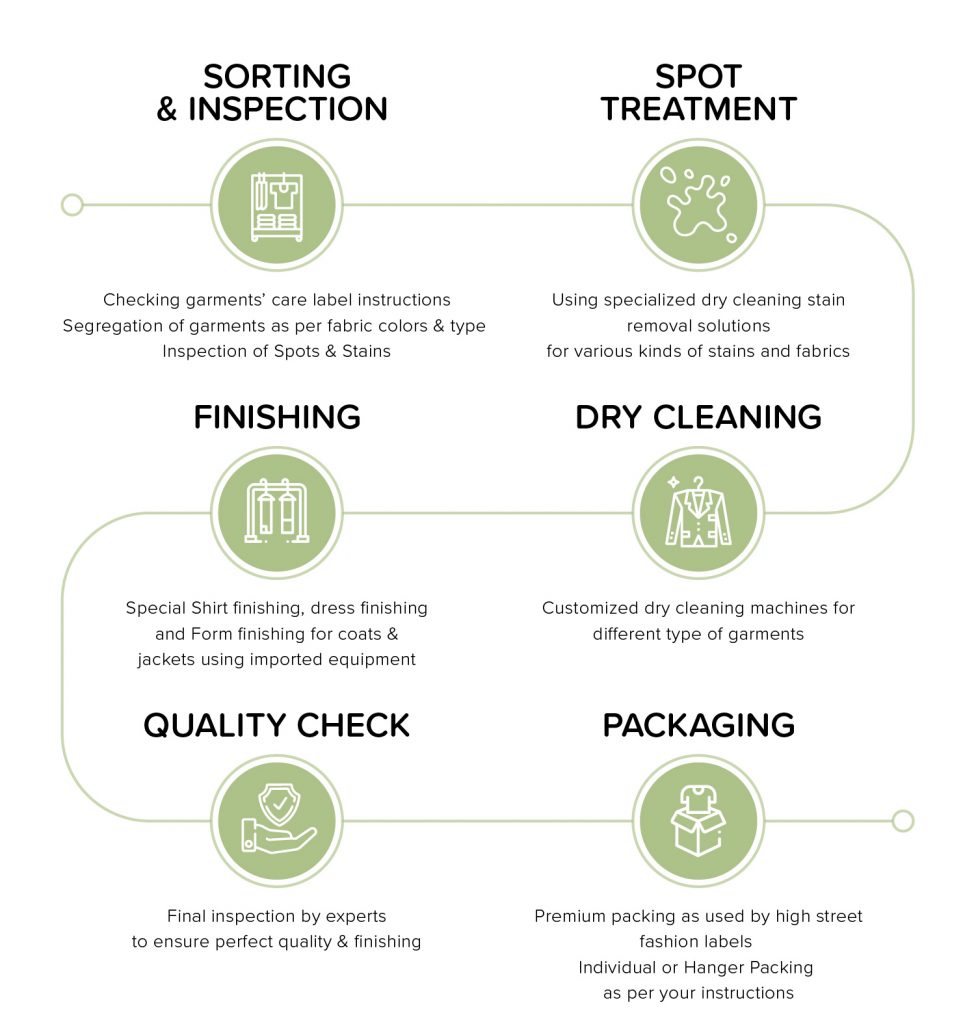 SORTING
& INSPECTION
Checking garments’ care label instructions
Segregation of garments as per fabric colors & type
Inspection of Spots & Stains
SPOT
TREATMENT
Using specialized dry cleaning stain
removal solutions
for various kinds of stains and fabrics
DRY CLEANING
Customized dry cleaning machines for
different type of garments
FINISHING
Special Shirt finishing, dress finishing
and Form finishing for coats &
jackets using imported equipment
QUALITY CHECK
Final inspection by experts
to ensure perfect quality & finishing
PACKAGING
Premium packing as used by high street
fashion labels
Individual or Hanger Packing
as per your instructions